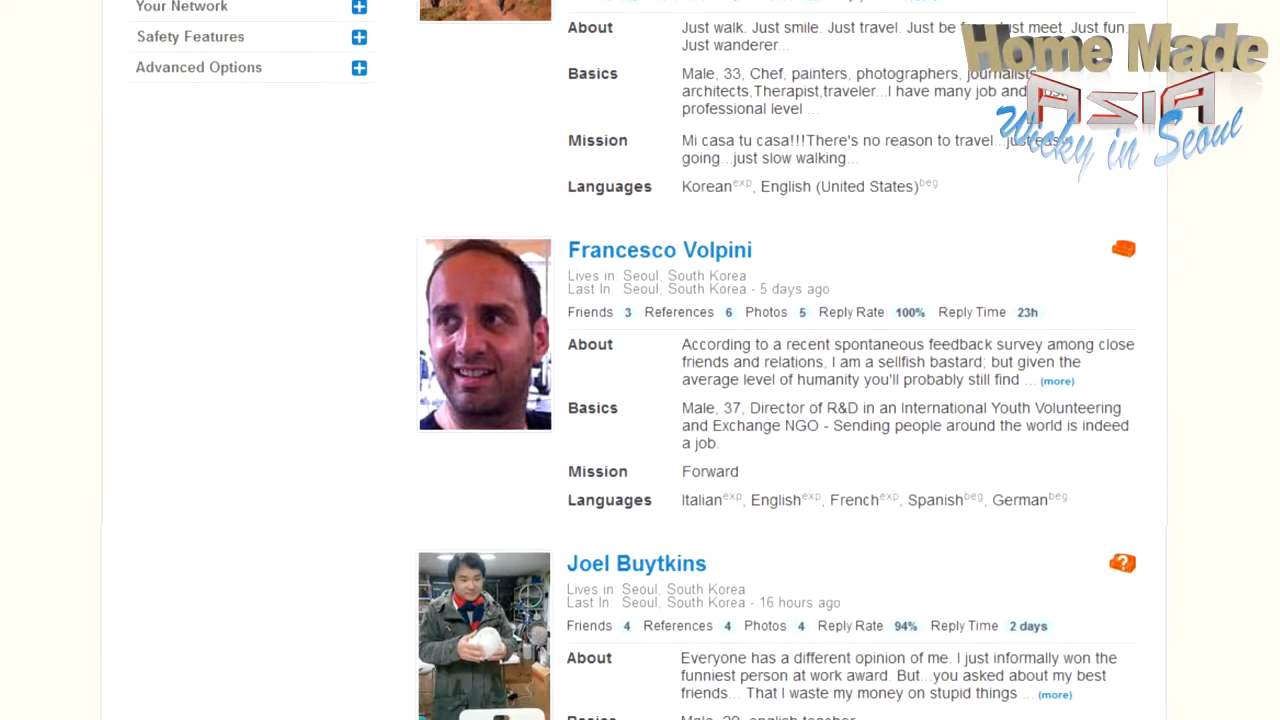 Your Network
Safety Features
Advanced Options
Home Made
ASIA
Wicky in Seoul
About Just walk. Just smile. Just travel. Just be meet. Just fun.
Just wanderer...
Basics Male, 33, Chef, painters, photographers, journalists
architects,Therapist,traveler...I have many job and
professional level ...
Mission Mi casa tu casa!!!There's no reason to travel...just easy
going...just slow walking...
Languages Korean exp, English (United States) beg
Francesco Volpini
Lives in: Seoul, South Korea
Last In: Seoul, South Korea - 5 days ago
Friends 3 References 6 Photos 5 Reply Rate 100% Reply Time 23h
About According to a recent spontaneous feedback survey among close
friends and relations, I am a sellfish bastard; but given the
average level of humanity you'll probably still find ... (more)
Basics Male, 37, Director of R&D in an International Youth Volunteering
and Exchange NGO - Sending people around the world is indeed
a job.
Mission Forward
Languages Italian exp, English exp, French exp, Spanish beg, German beg
Joel Buytkins
Lives in: Seoul, South Korea
Last In: Seoul, South Korea - 16 hours ago
Friends 4 References 4 Photos 4 Reply Rate 94% Reply Time 2 days
About Everyone has a different opinion of me. I just informally won the
funniest person at work award. But...you asked about my best
friends... That I waste my money on stupid things ... (more)